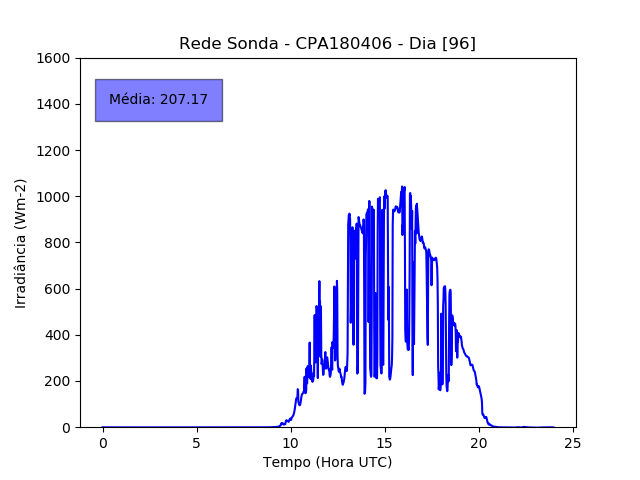 Rede Sonda - CPA180406 - Dia [96]
1600
1400
1200
1000
800
600
400
200
0
Média: 207.17
Irradiância (Wm-2)
0 5 10 15 20 25
Tempo (Hora UTC)